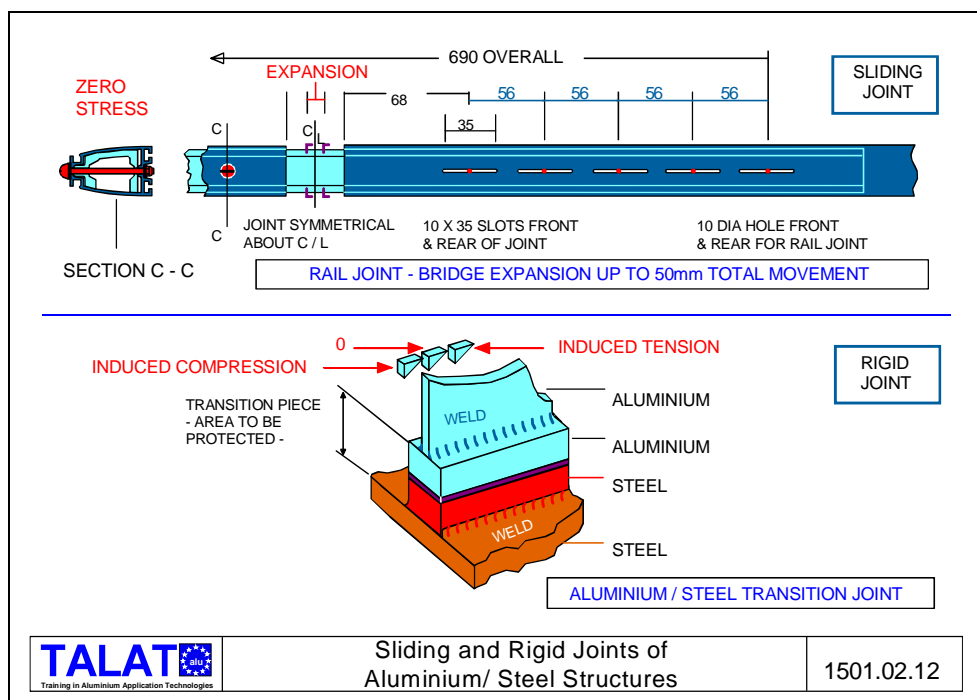 690 OVERALL
EXPANSION
ZERO
STRESS
SLIDING
JOINT
56
56
56
56
68
35
C
C
L
C
JOINT SYMMETRICAL
ABOUT C / L
10 X 35 SLOTS FRONT
& REAR OF JOINT
10 DIA HOLE FRONT
& REAR FOR RAIL JOINT
SECTION C - C
RAIL JOINT - BRIDGE EXPANSION UP TO 50mm TOTAL MOVEMENT
0
INDUCED COMPRESSION
INDUCED TENSION
RIGID
JOINT
TRANSITION PIECE
- AREA TO BE
PROTECTED -
WELD
ALUMINIUM
ALUMINIUM
STEEL
WELD
STEEL
ALUMINIUM / STEEL TRANSITION JOINT
TALAT
alu
Training in Aluminium Application Technologies
Sliding and Rigid Joints of
Aluminium/ Steel Structures
1501.02.12